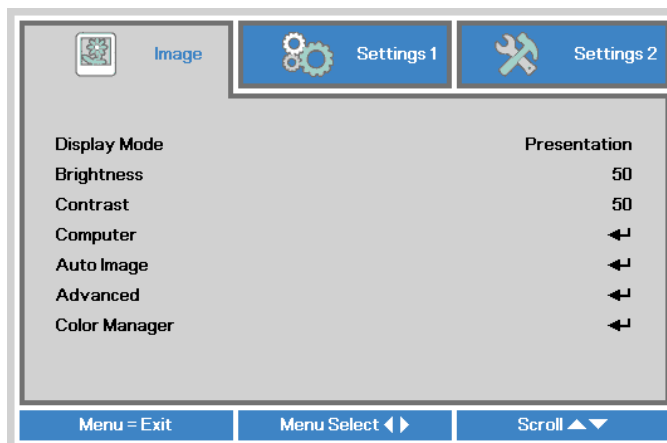 Image Settings 1 Settings 2
Display Mode Presentation
Brightness 50
Contrast 50
Computer
Auto Image
Advanced
Color Manager
Menu = Exit Menu Select Scroll